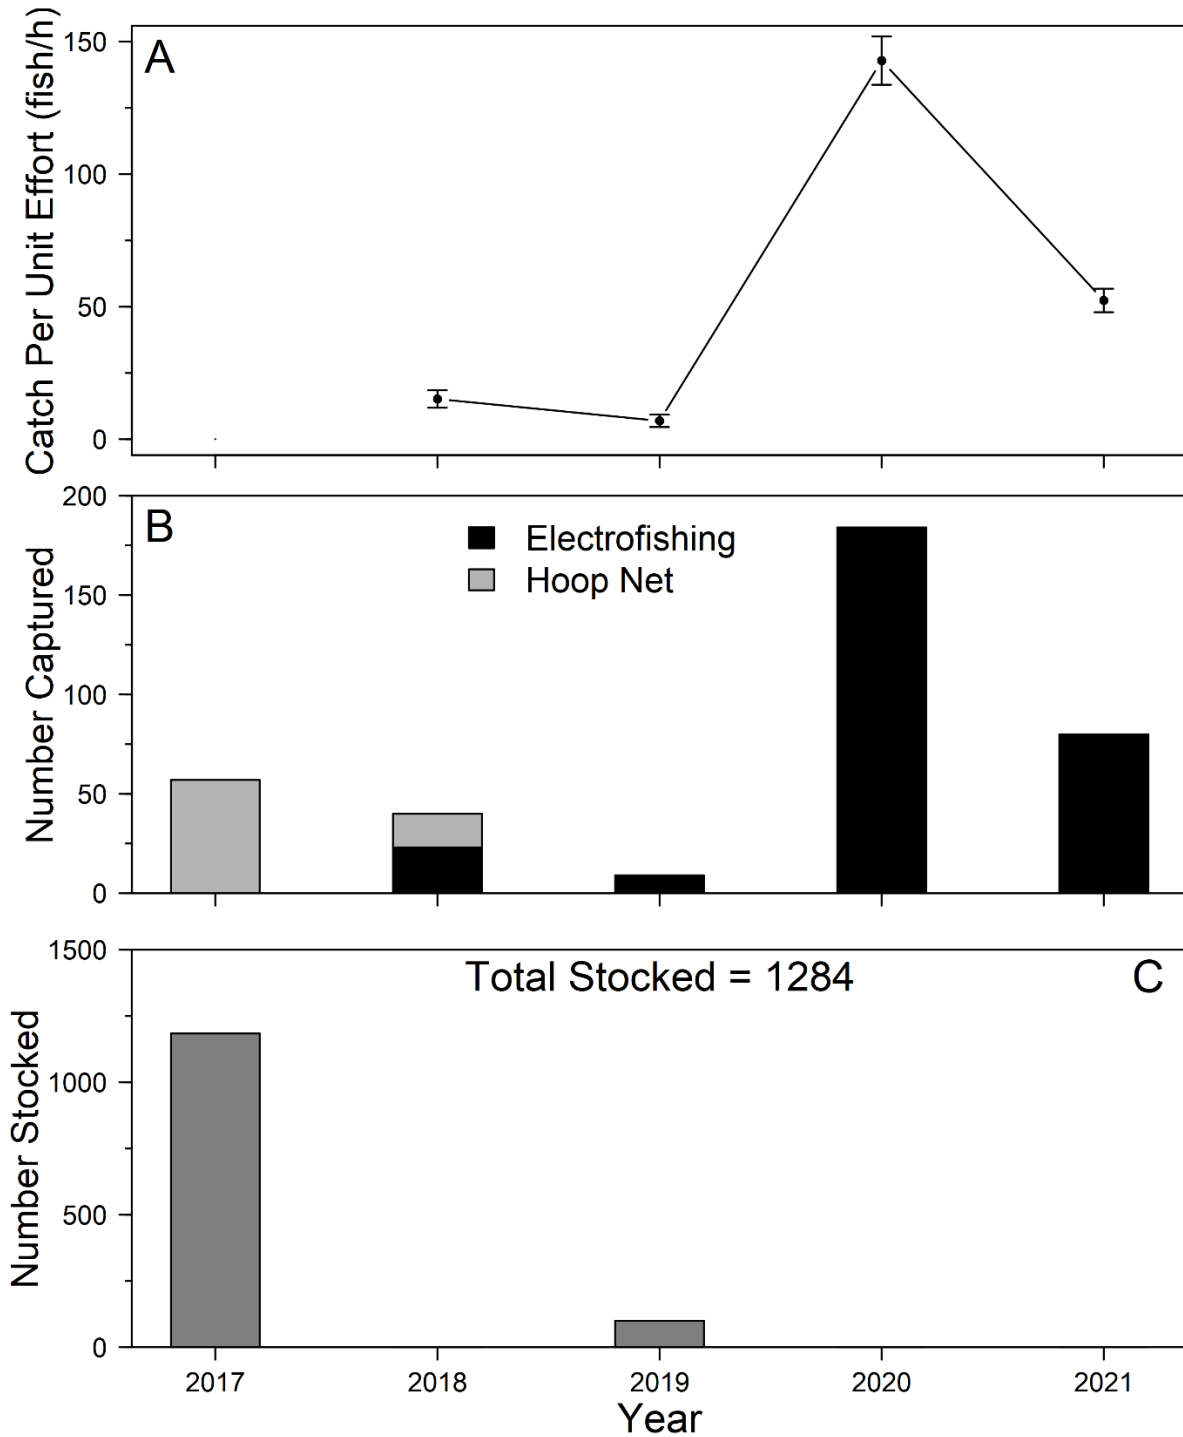 A
Catch Per Unit Effort (fish/h)
150
100
50
0
B
Electrofishing
Hoop Net
Number Captured
200
150
100
50
0
Total Stocked = 1284
C
Number Stocked
1500
1000
500
0
2017 2018 2019 2020 2021
Year